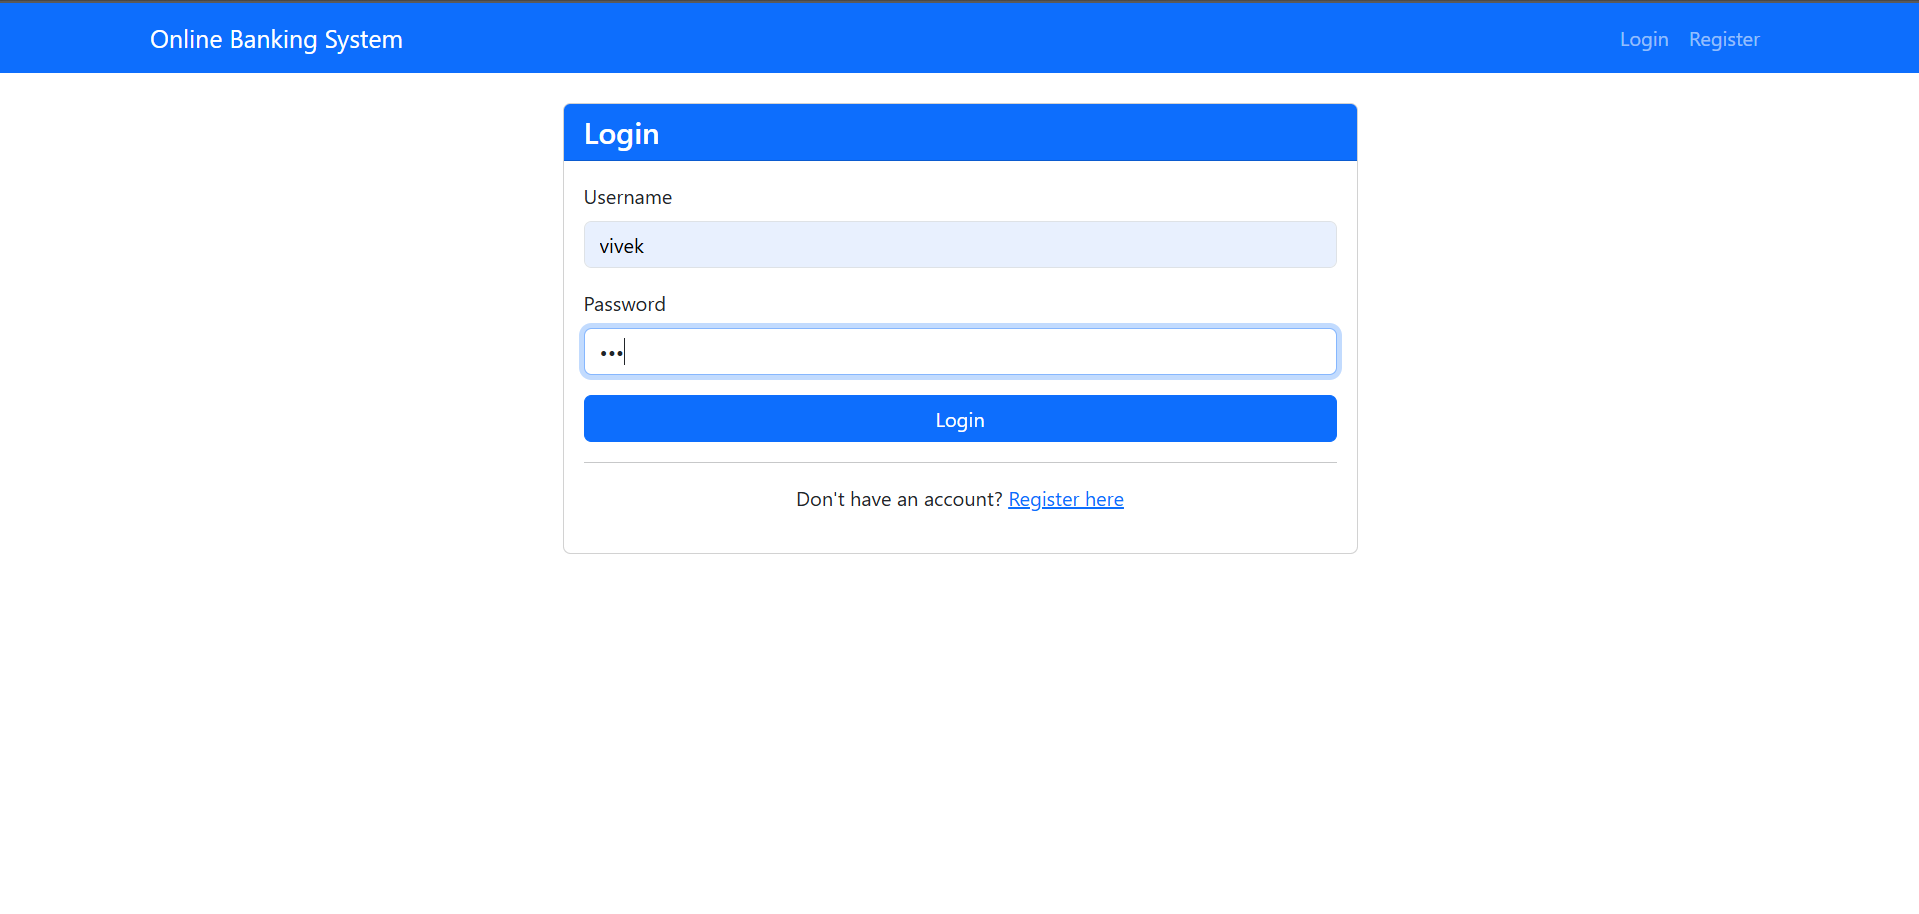 Online Banking System
Login Register
Login
Username
vivek
Password
•••
Login
Don't have an account? Register here